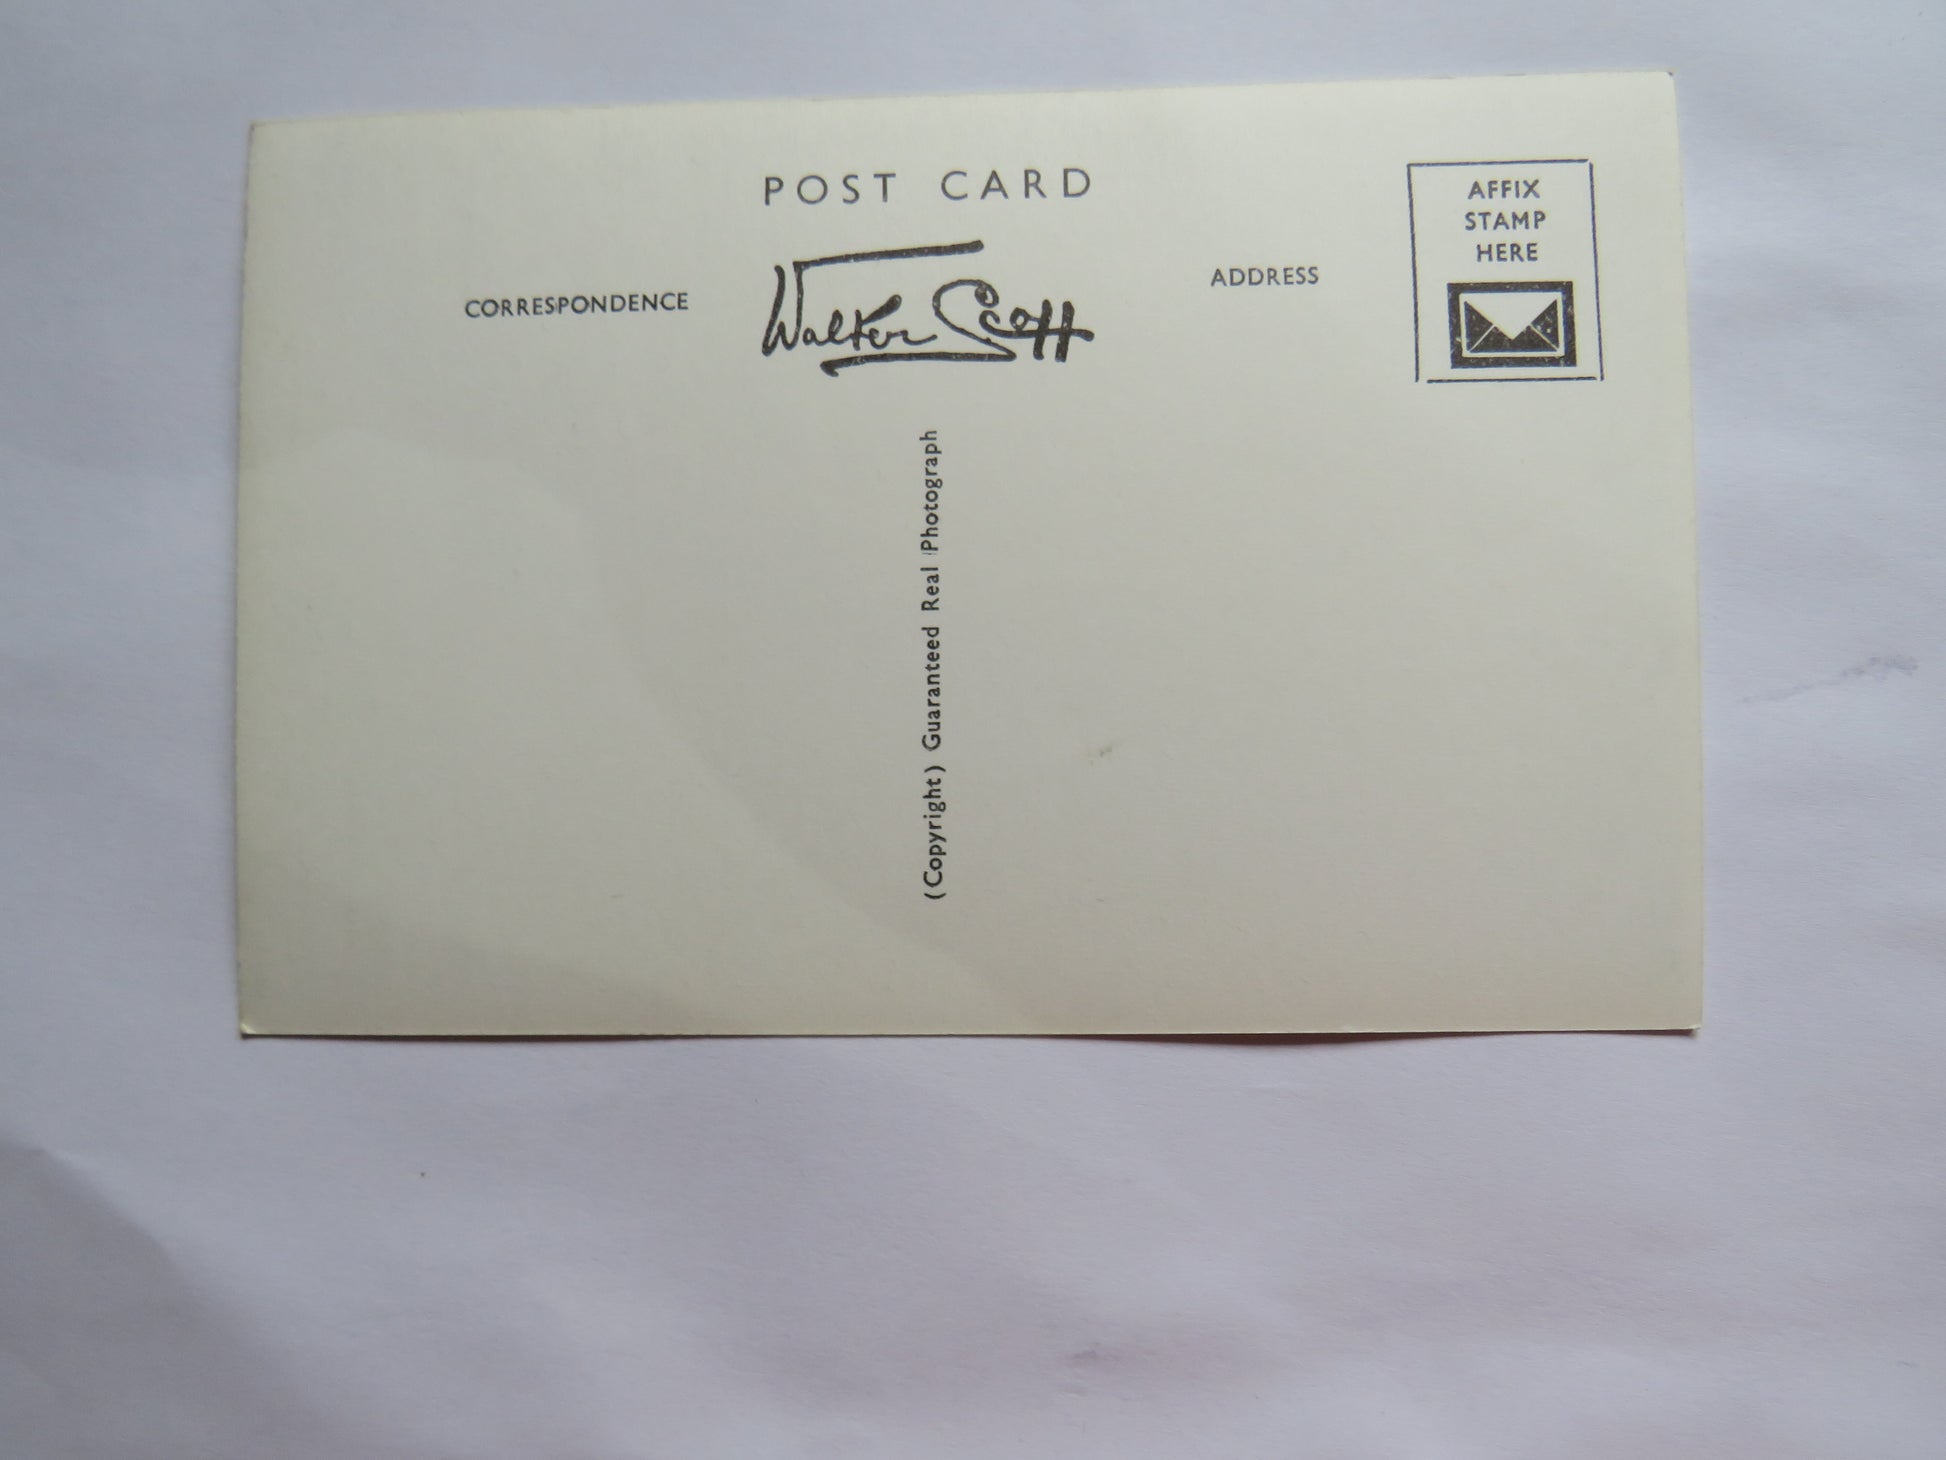 POST CARD
AFFIX
STAMP
HERE
CORRESPONDENCE
Walter Scott
ADDRESS
(Copyright) Guaranteed Real Photograph